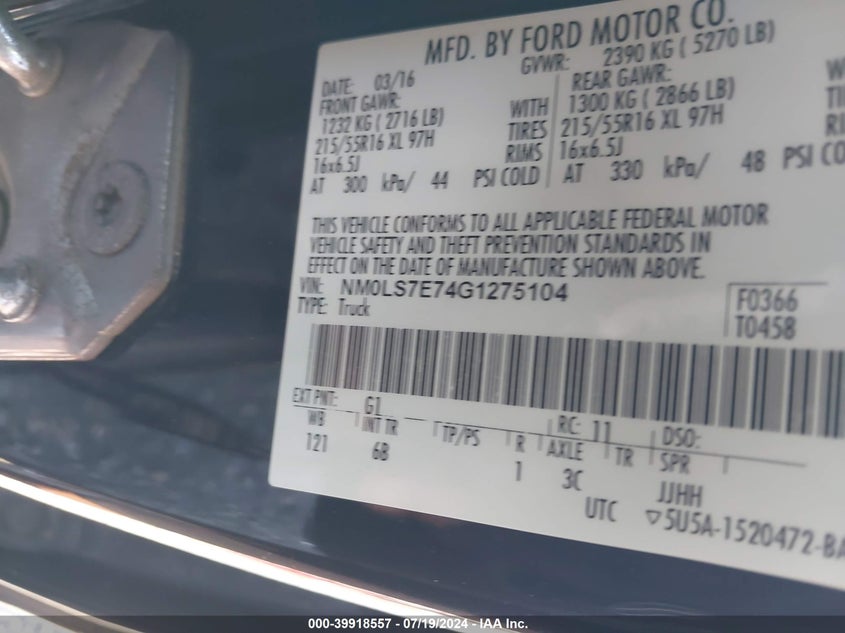 MFD. BY FORD MOTOR CO.
DATE: 03/16 GVWR: 2390 KG ( 5270 LB)
FRONT GAWR: REAR GAWR:
1232 KG ( 2716 LB) WITH 1300 KG ( 2866 LB)
215/55R16 XL 97H TIRES 215/55R16 XL 97H
16x6.5J RIMS 16x6.5J
AT 300 kPa/ 44 PSI COLD AT 330 kPa/ 48 PSI CO
THIS VEHICLE CONFORMS TO ALL APPLICABLE FEDERAL MOTOR
VEHICLE SAFETY AND THEFT PREVENTION STANDARDS IN
EFFECT ON THE DATE OF MANUFACTURE SHOWN ABOVE.
VIN: NM0LS7E74G1275104 F0366
TYPE: Truck T0458
EXT PNT: G1 RC: 11 DSO:
WB INT TR TP/PS R AXLE TR SPR
121 6B 1 3C JJHH
UTC ▽5U5A-1520472-BA
000-39918557 - 07/19/2024 - IAAI.com.